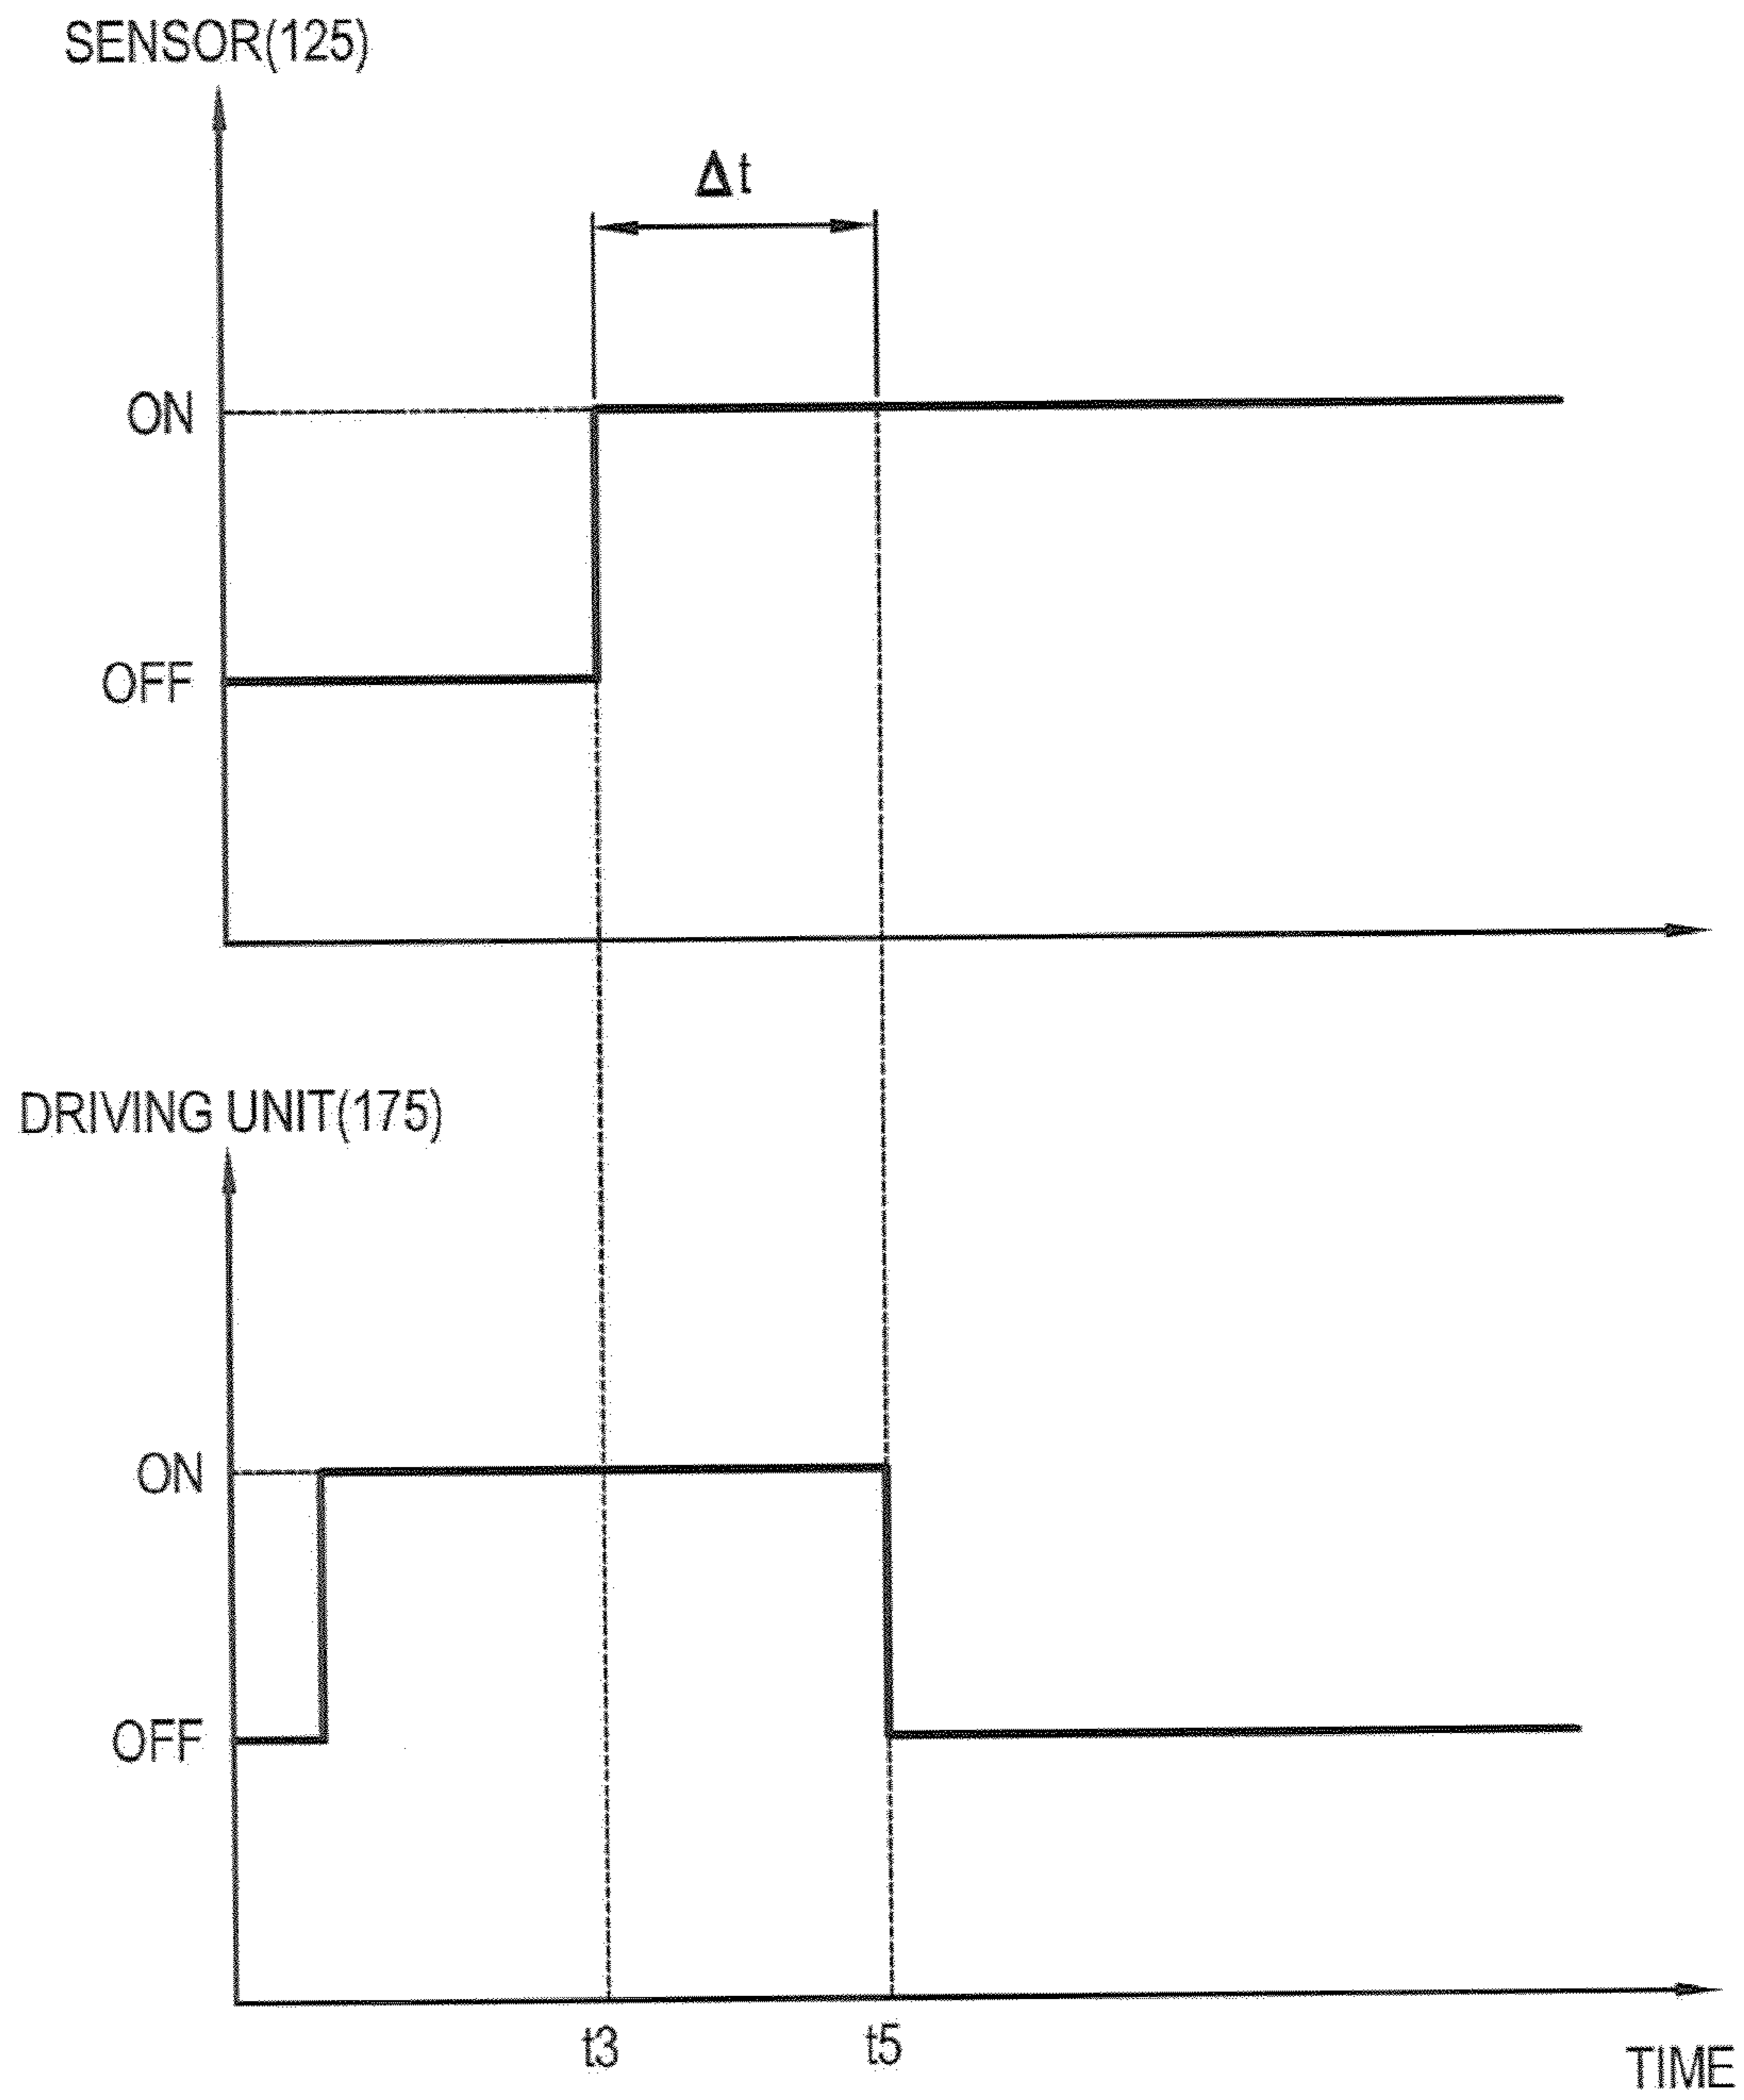 SENSOR(125)
Δt
ON
OFF
DRIVING UNIT(175)
ON
OFF
t3 t5
TIME